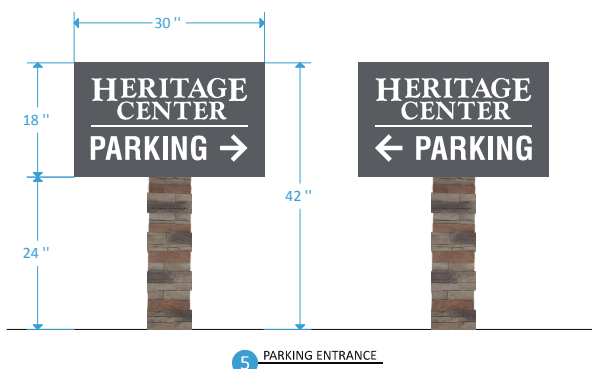 30 "
HERITAGE
CENTER
PARKING →
18 "
24 "
42 "
HERITAGE
CENTER
← PARKING
5 PARKING ENTRANCE